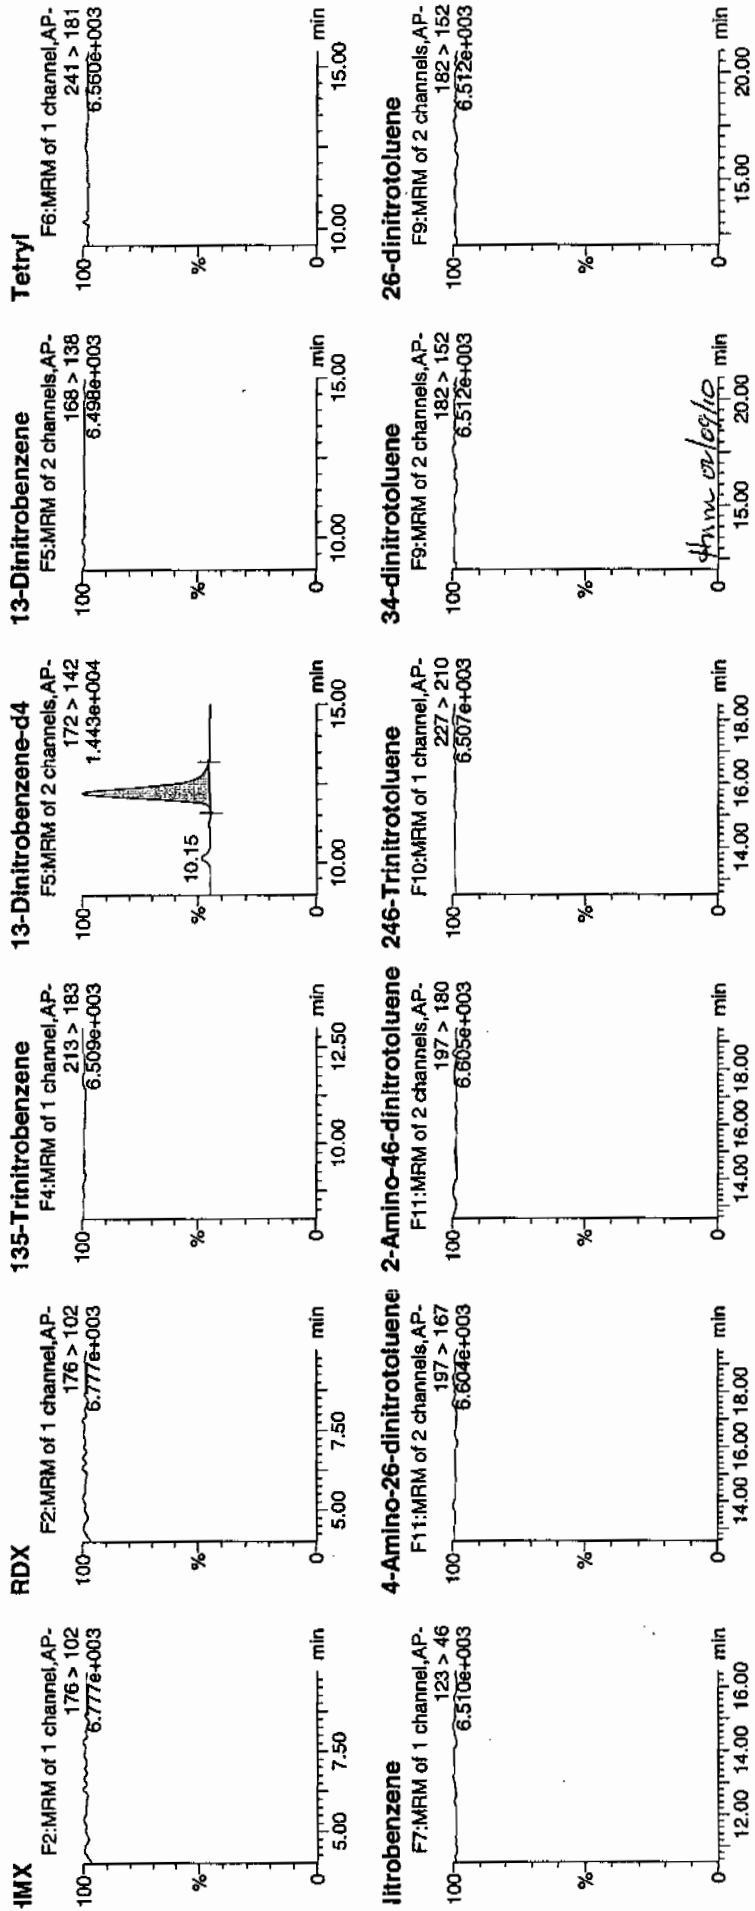 HMX
F2:MRM of 1 channel,AP-
176 > 102
6.777e+003
100
%
0
5.00 7.50 min
RDX
F2:MRM of 1 channel,AP-
176 > 102
6.777e+003
100
%
0
5.00 7.50 min
135-Trinitrobenzene
F4:MRM of 1 channel,AP-
213 > 183
6.509e+003
100
%
0
10.00 12.50 min
13-Dinitrobenzene-d4
F5:MRM of 2 channels,AP-
172 > 142
1.443e+004
100
10.15
%
0
10.00 15.00 min
13-Dinitrobenzene
F5:MRM of 2 channels,AP-
168 > 138
6.498e+003
100
%
0
10.00 15.00 min
Tetryl
F6:MRM of 1 channel,AP-
241 > 181
6.560e+003
100
%
0
10.00 15.00 min
litrobenzene
F7:MRM of 1 channel,AP-
123 > 46
6.510e+003
100
%
0
12.00 14.00 16.00 min
4-Amino-26-dinitrotoluene
F11:MRM of 2 channels,AP-
197 > 167
6.604e+003
100
%
0
14.00 16.00 18.00 min
2-Amino-46-dinitrotoluene
F11:MRM of 2 channels,AP-
197 > 180
6.605e+003
100
%
0
14.00 16.00 18.00 min
246-Trinitrotoluene
F10:MRM of 1 channel,AP-
227 > 210
6.507e+003
100
%
0
14.00 16.00 18.00 min
34-dinitrotoluene
F9:MRM of 2 channels,AP-
182 > 152
6.512e+003
100
%
02/09/10
0
15.00 20.00 min
26-dinitrotoluene
F9:MRM of 2 channels,AP-
182 > 152
6.512e+003
100
%
0
15.00 20.00 min